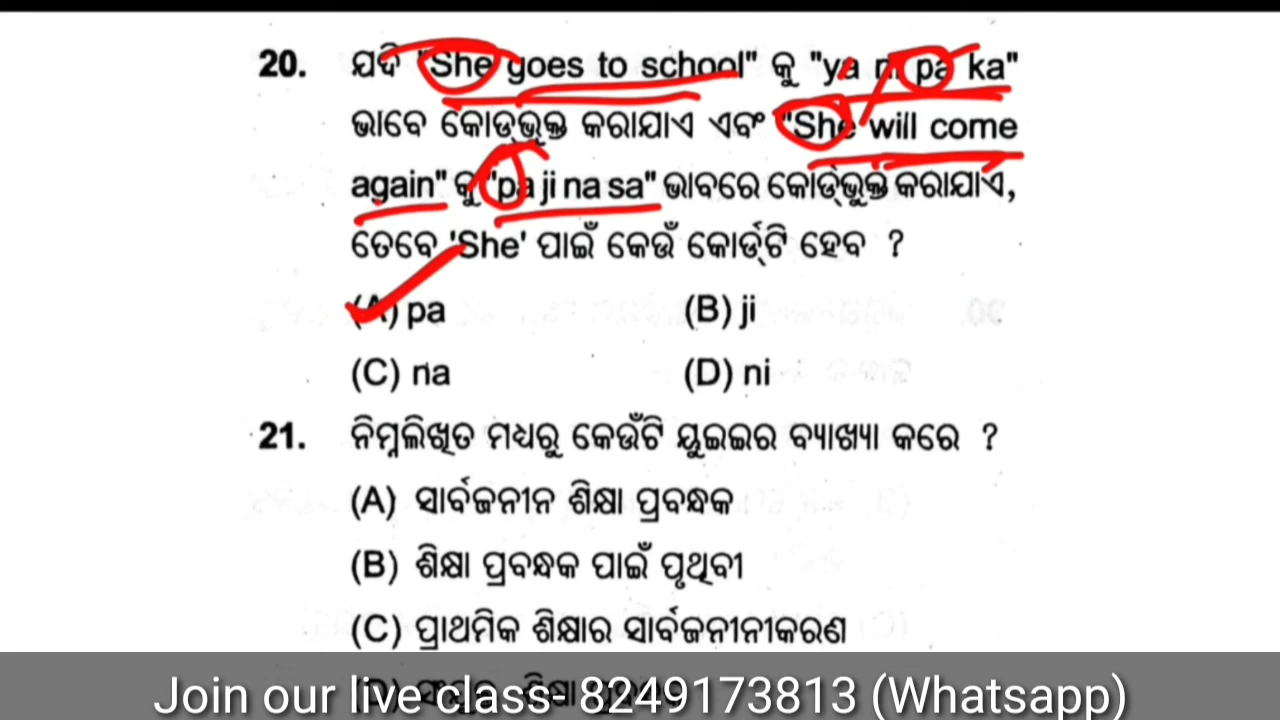 20. ଯଦି "She goes to school" କୁ "ya ni pa ka"
ଭାବେ କୋଡ୍‌ଭୁକ୍ତ କରାଯାଏ ଏବଂ "She will come
again" କୁ "pa ji na sa" ଭାବରେ କୋର୍ଡ୍‌ଭୁକ୍ତ କରାଯାଏ,
ତେବେ 'She' ପାଇଁ କେଉଁ କୋର୍ଡ୍‌ଟି ହେବ ?
(A) pa (B) ji
(C) na (D) ni
21. ନିମ୍ନଲିଖିତ ମଧ୍ୟରୁ କେଉଁଟି ୟୁଇଇର ବ୍ୟାଖ୍ୟା କରେ ?
(A) ସାର୍ବଜନୀନ ଶିକ୍ଷା ପ୍ରବନ୍ଧକ
(B) ଶିକ୍ଷା ପ୍ରବନ୍ଧକ ପାଇଁ ପୃଥିବୀ
(C) ପ୍ରାଥମିକ ଶିକ୍ଷାର ସାର୍ବଜନୀନୀକରଣ
Join our live class- 8249173813 (Whatsapp)